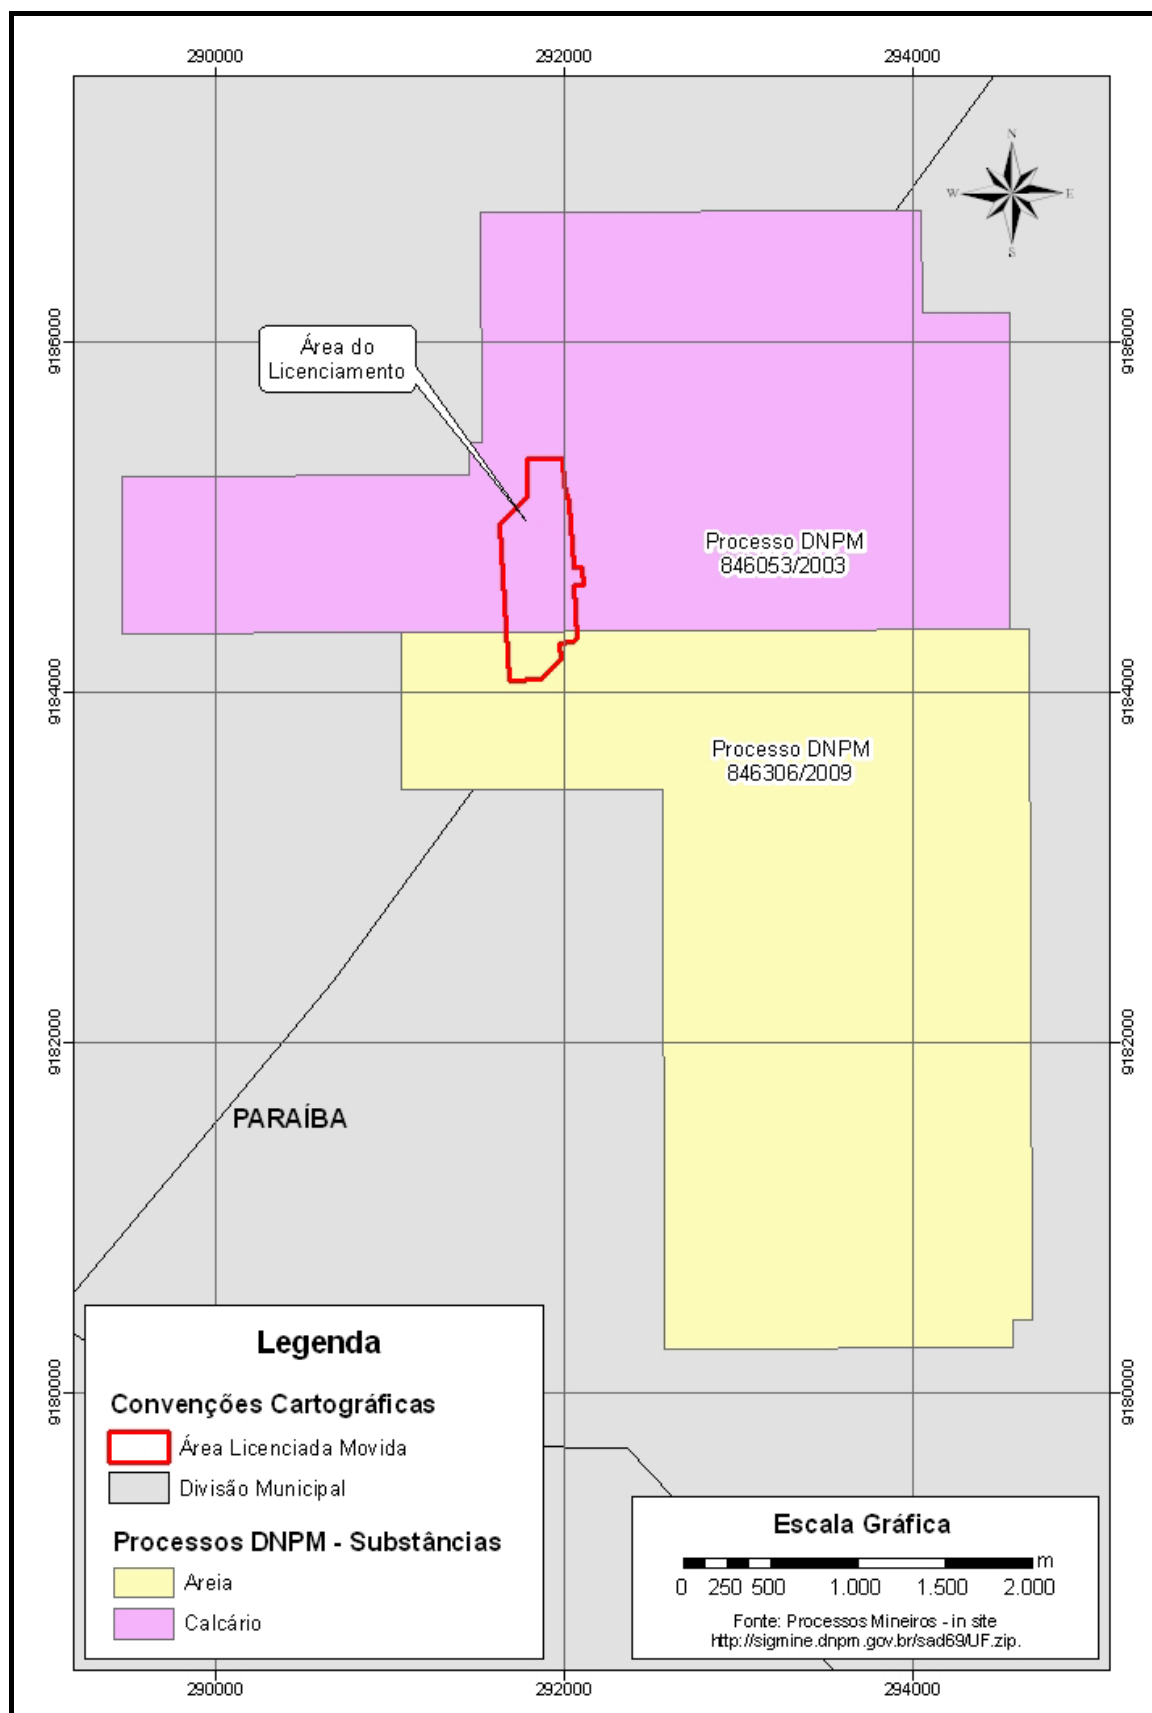 290000
292000
294000
N
W
E
S
9186000
9186000
Área do
Licenciamento
Processo DNPM
846053/2003
9184000
9184000
Processo DNPM
846306/2009
9182000
9182000
PARAÍBA
9180000
9180000
Legenda
Convenções Cartográficas
Área Licenciada Movida
Divisão Municipal
Processos DNPM - Substâncias
Areia
Calcário
Escala Gráfica
m
0 250 500 1.000 1.500 2.000
Fonte: Processos Mineiros - in site
http://sigmine.dnpm.gov.br/sad69/UF.zip.
290000
292000
294000